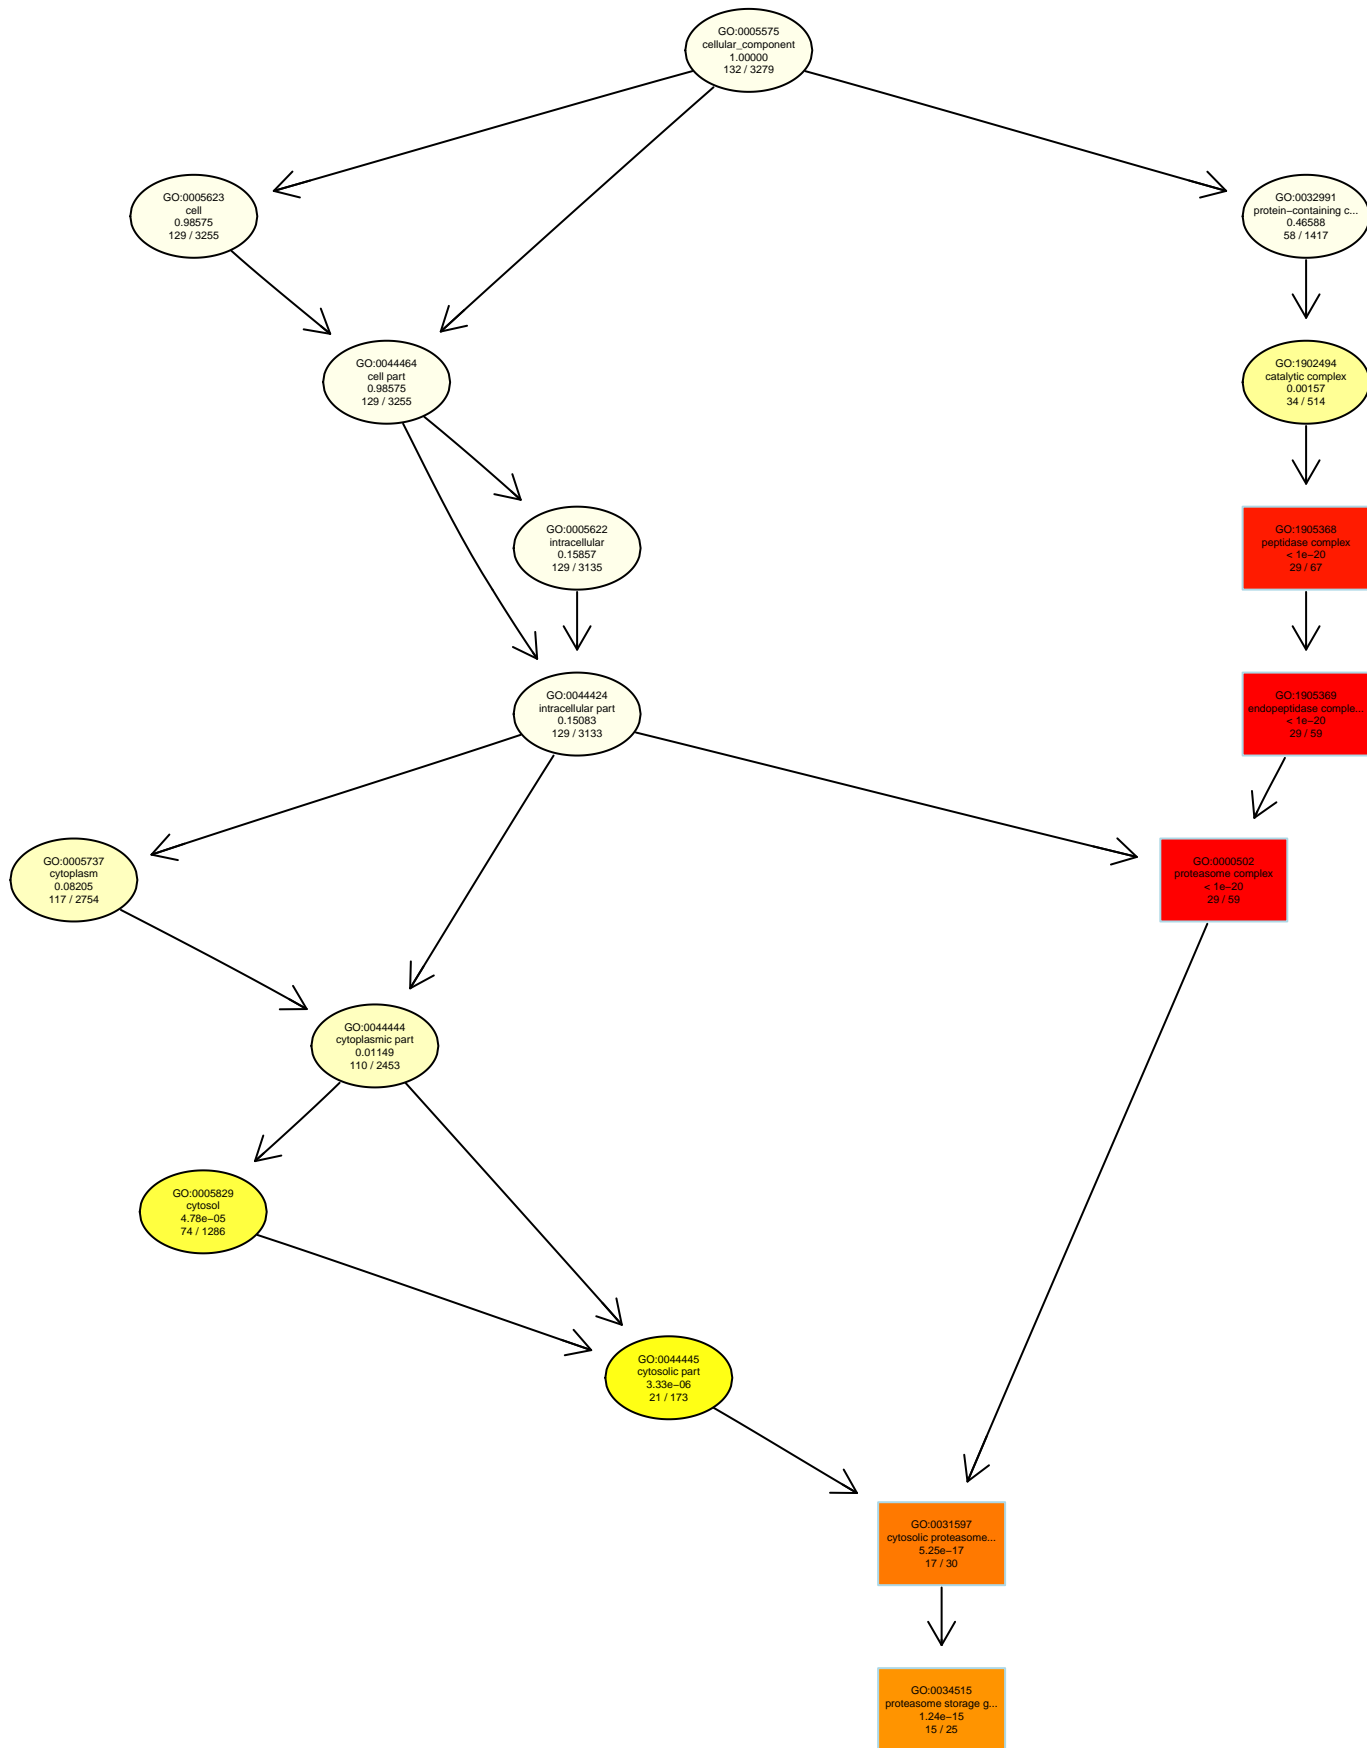 GO:0005575
cellular_component
1.00000
132 / 3279
GO:0005623
cell
0.98575
129 / 3255
GO:0032991
protein−containing c...
0.46588
58 / 1417
GO:0044464
cell part
0.98575
129 / 3255
GO:1902494
catalytic complex
0.00157
34 / 514
GO:0005622
intracellular
0.15857
129 / 3135
GO:1905368
peptidase complex
< 1e−20
29 / 67
GO:0044424
intracellular part
0.15083
129 / 3133
GO:1905369
endopeptidase comple...
< 1e−20
29 / 59
GO:0005737
cytoplasm
0.08205
117 / 2754
GO:0000502
proteasome complex
< 1e−20
29 / 59
GO:0044444
cytoplasmic part
0.01149
110 / 2453
GO:0005829
cytosol
4.78e−05
74 / 1286
GO:0044445
cytosolic part
3.33e−06
21 / 173
GO:0031597
cytosolic proteasome...
5.25e−17
17 / 30
GO:0034515
proteasome storage g...
1.24e−15
15 / 25